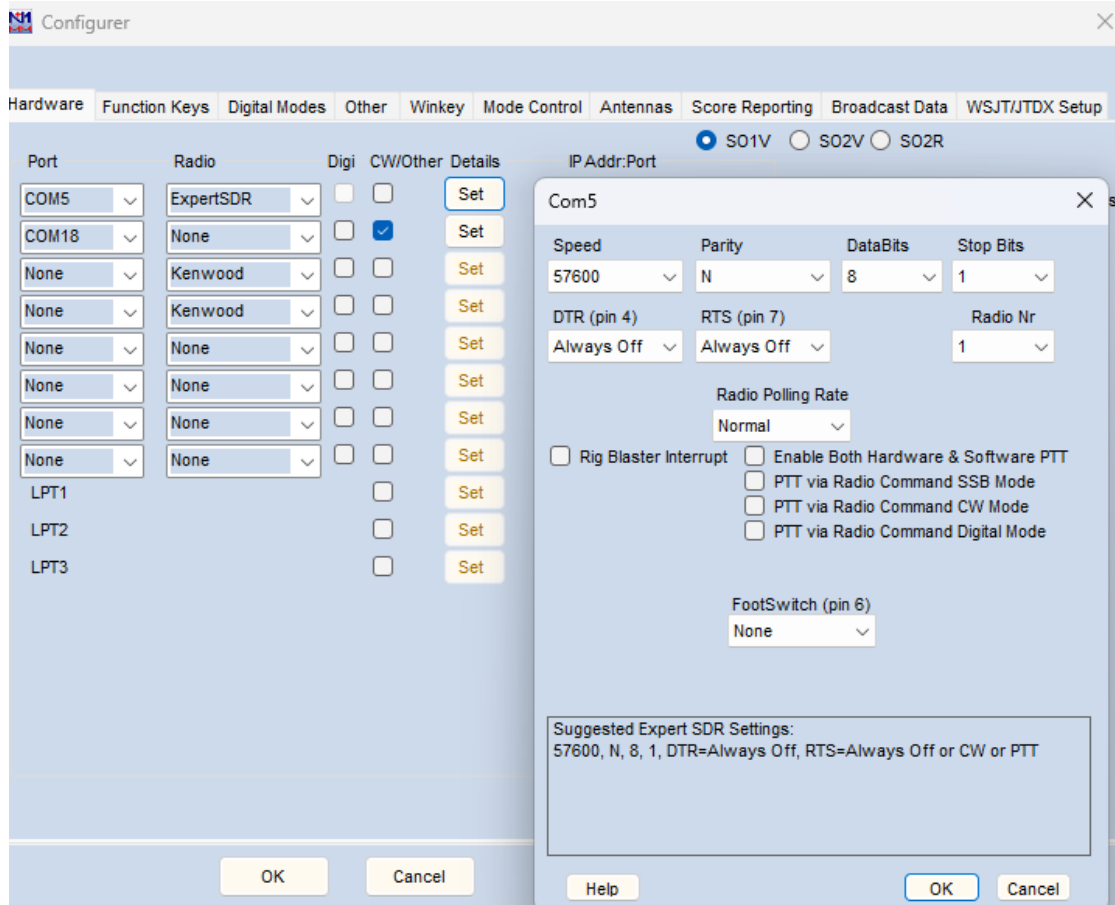 N1MM Configurer
Hardware Function Keys Digital Modes Other Winkey Mode Control Antennas Score Reporting Broadcast Data WSJT/JTDX Setup
SO1V SO2V SO2R
Port Radio Digi CW/Other Details IP Addr:Port
COM5 ExpertSDR Set
COM18 None Set
None Kenwood Set
None Kenwood Set
None None Set
None None Set
None None Set
None None Set
LPT1 Set
LPT2 Set
LPT3 Set
OK Cancel
Com5
Speed Parity DataBits Stop Bits
57600 N 8 1
DTR (pin 4) RTS (pin 7) Radio Nr
Always Off Always Off 1
Radio Polling Rate
Normal
Rig Blaster Interrupt Enable Both Hardware & Software PTT
PTT via Radio Command SSB Mode
PTT via Radio Command CW Mode
PTT via Radio Command Digital Mode
FootSwitch (pin 6)
None
Suggested Expert SDR Settings:
57600, N, 8, 1, DTR=Always Off, RTS=Always Off or CW or PTT
Help OK Cancel